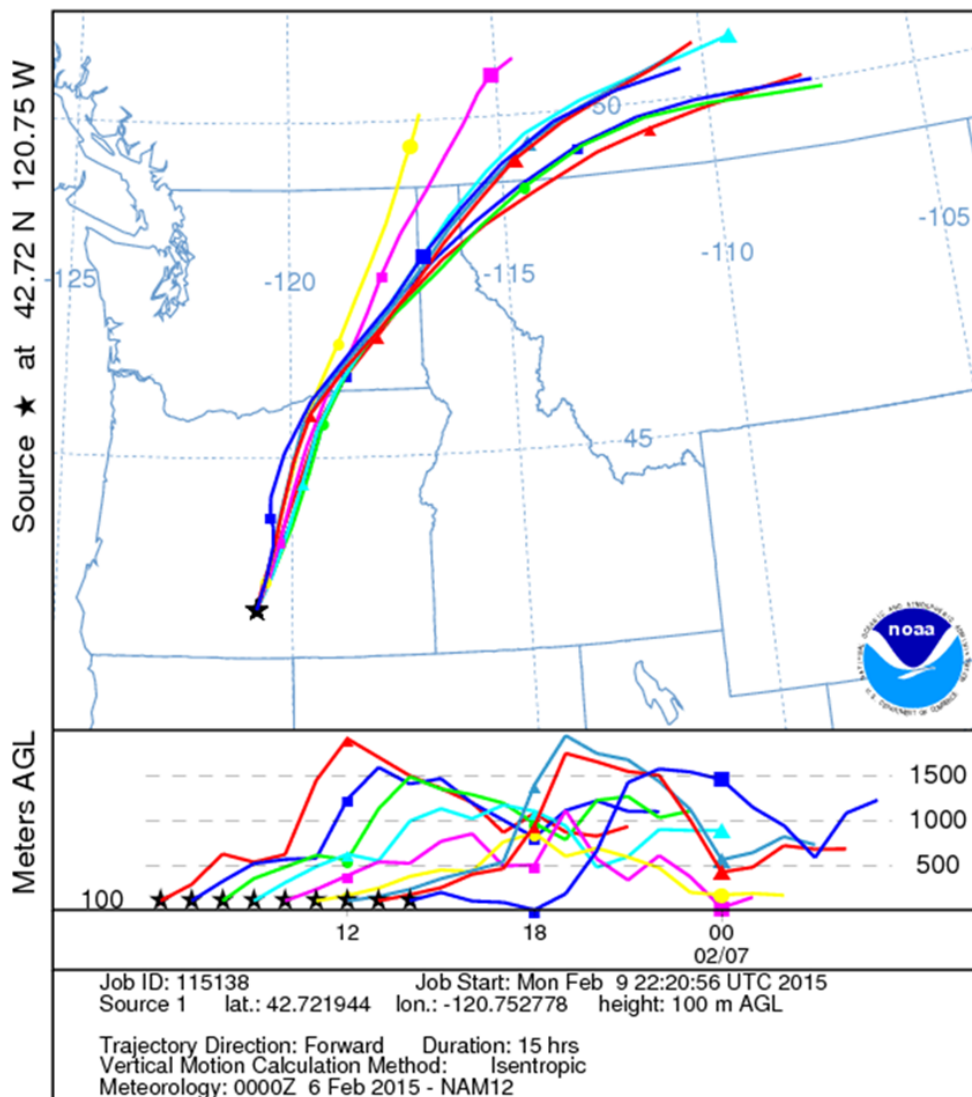 Source ★ at 42.72 N 120.75 W
50
-105
-125
-120
-115
-110
45
noaa
Meters AGL
1500
1000
500
100
12
18
00
02/07
Job ID: 115138 Job Start: Mon Feb 9 22:20:56 UTC 2015
Source 1 lat.: 42.721944 lon.: -120.752778 height: 100 m AGL
Trajectory Direction: Forward Duration: 15 hrs
Vertical Motion Calculation Method: Isentropic
Meteorology: 0000Z 6 Feb 2015 - NAM12